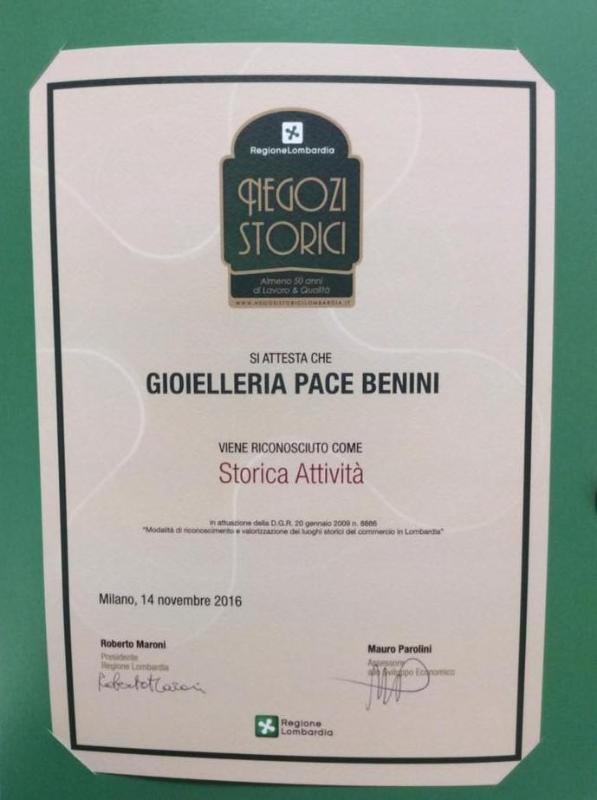 RegioneLombardia
NEGOZI
STORICI
Almeno 50 anni
di Lavoro & Qualità
WWW.NEGOZISTORICILOMBARDIA.IT
SI ATTESTA CHE
GIOIELLERIA PACE BENINI
VIENE RICONOSCIUTO COME
Storica Attività
in attuazione della D.G.R. 20 gennaio 2009 n. 8886
"Modalità di riconoscimento e valorizzazione dei luoghi storici del commercio in Lombardia"
Milano, 14 novembre 2016
Roberto Maroni
Presidente
Regione Lombardia
Roberto Maroni
Mauro Parolini
Assessore
allo Sviluppo Economico
Regione
Lombardia